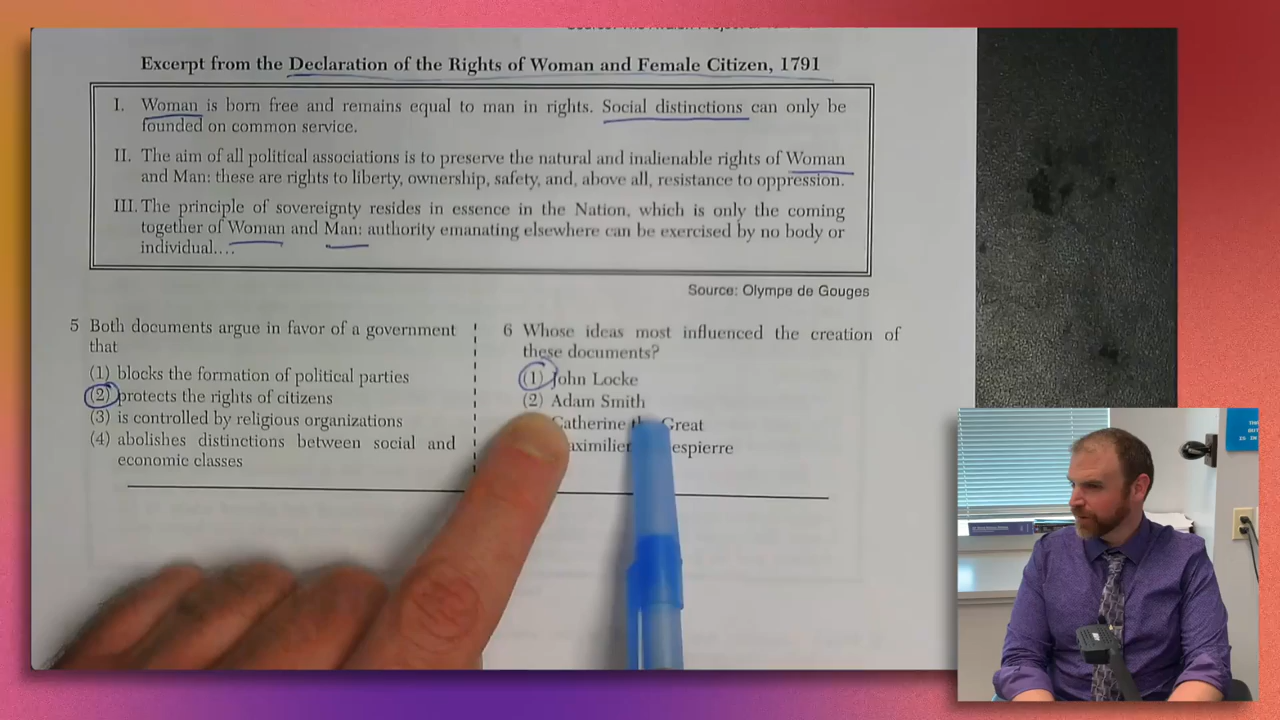 Excerpt from the Declaration of the Rights of Woman and Female Citizen, 1791
I. Woman is born free and remains equal to man in rights. Social distinctions can only be
founded on common service.
II. The aim of all political associations is to preserve the natural and inalienable rights of Woman
and Man: these are rights to liberty, ownership, safety, and, above all, resistance to oppression.
III. The principle of sovereignty resides in essence in the Nation, which is only the coming
together of Woman and Man: authority emanating elsewhere can be exercised by no body or
individual....
Source: Olympe de Gouges
5 Both documents argue in favor of a government
that
(1) blocks the formation of political parties
(2) protects the rights of citizens
(3) is controlled by religious organizations
(4) abolishes distinctions between social and
economic classes
6 Whose ideas most influenced the creation of
these documents?
(1) John Locke
(2) Adam Smith
Catherine Great
IS IN